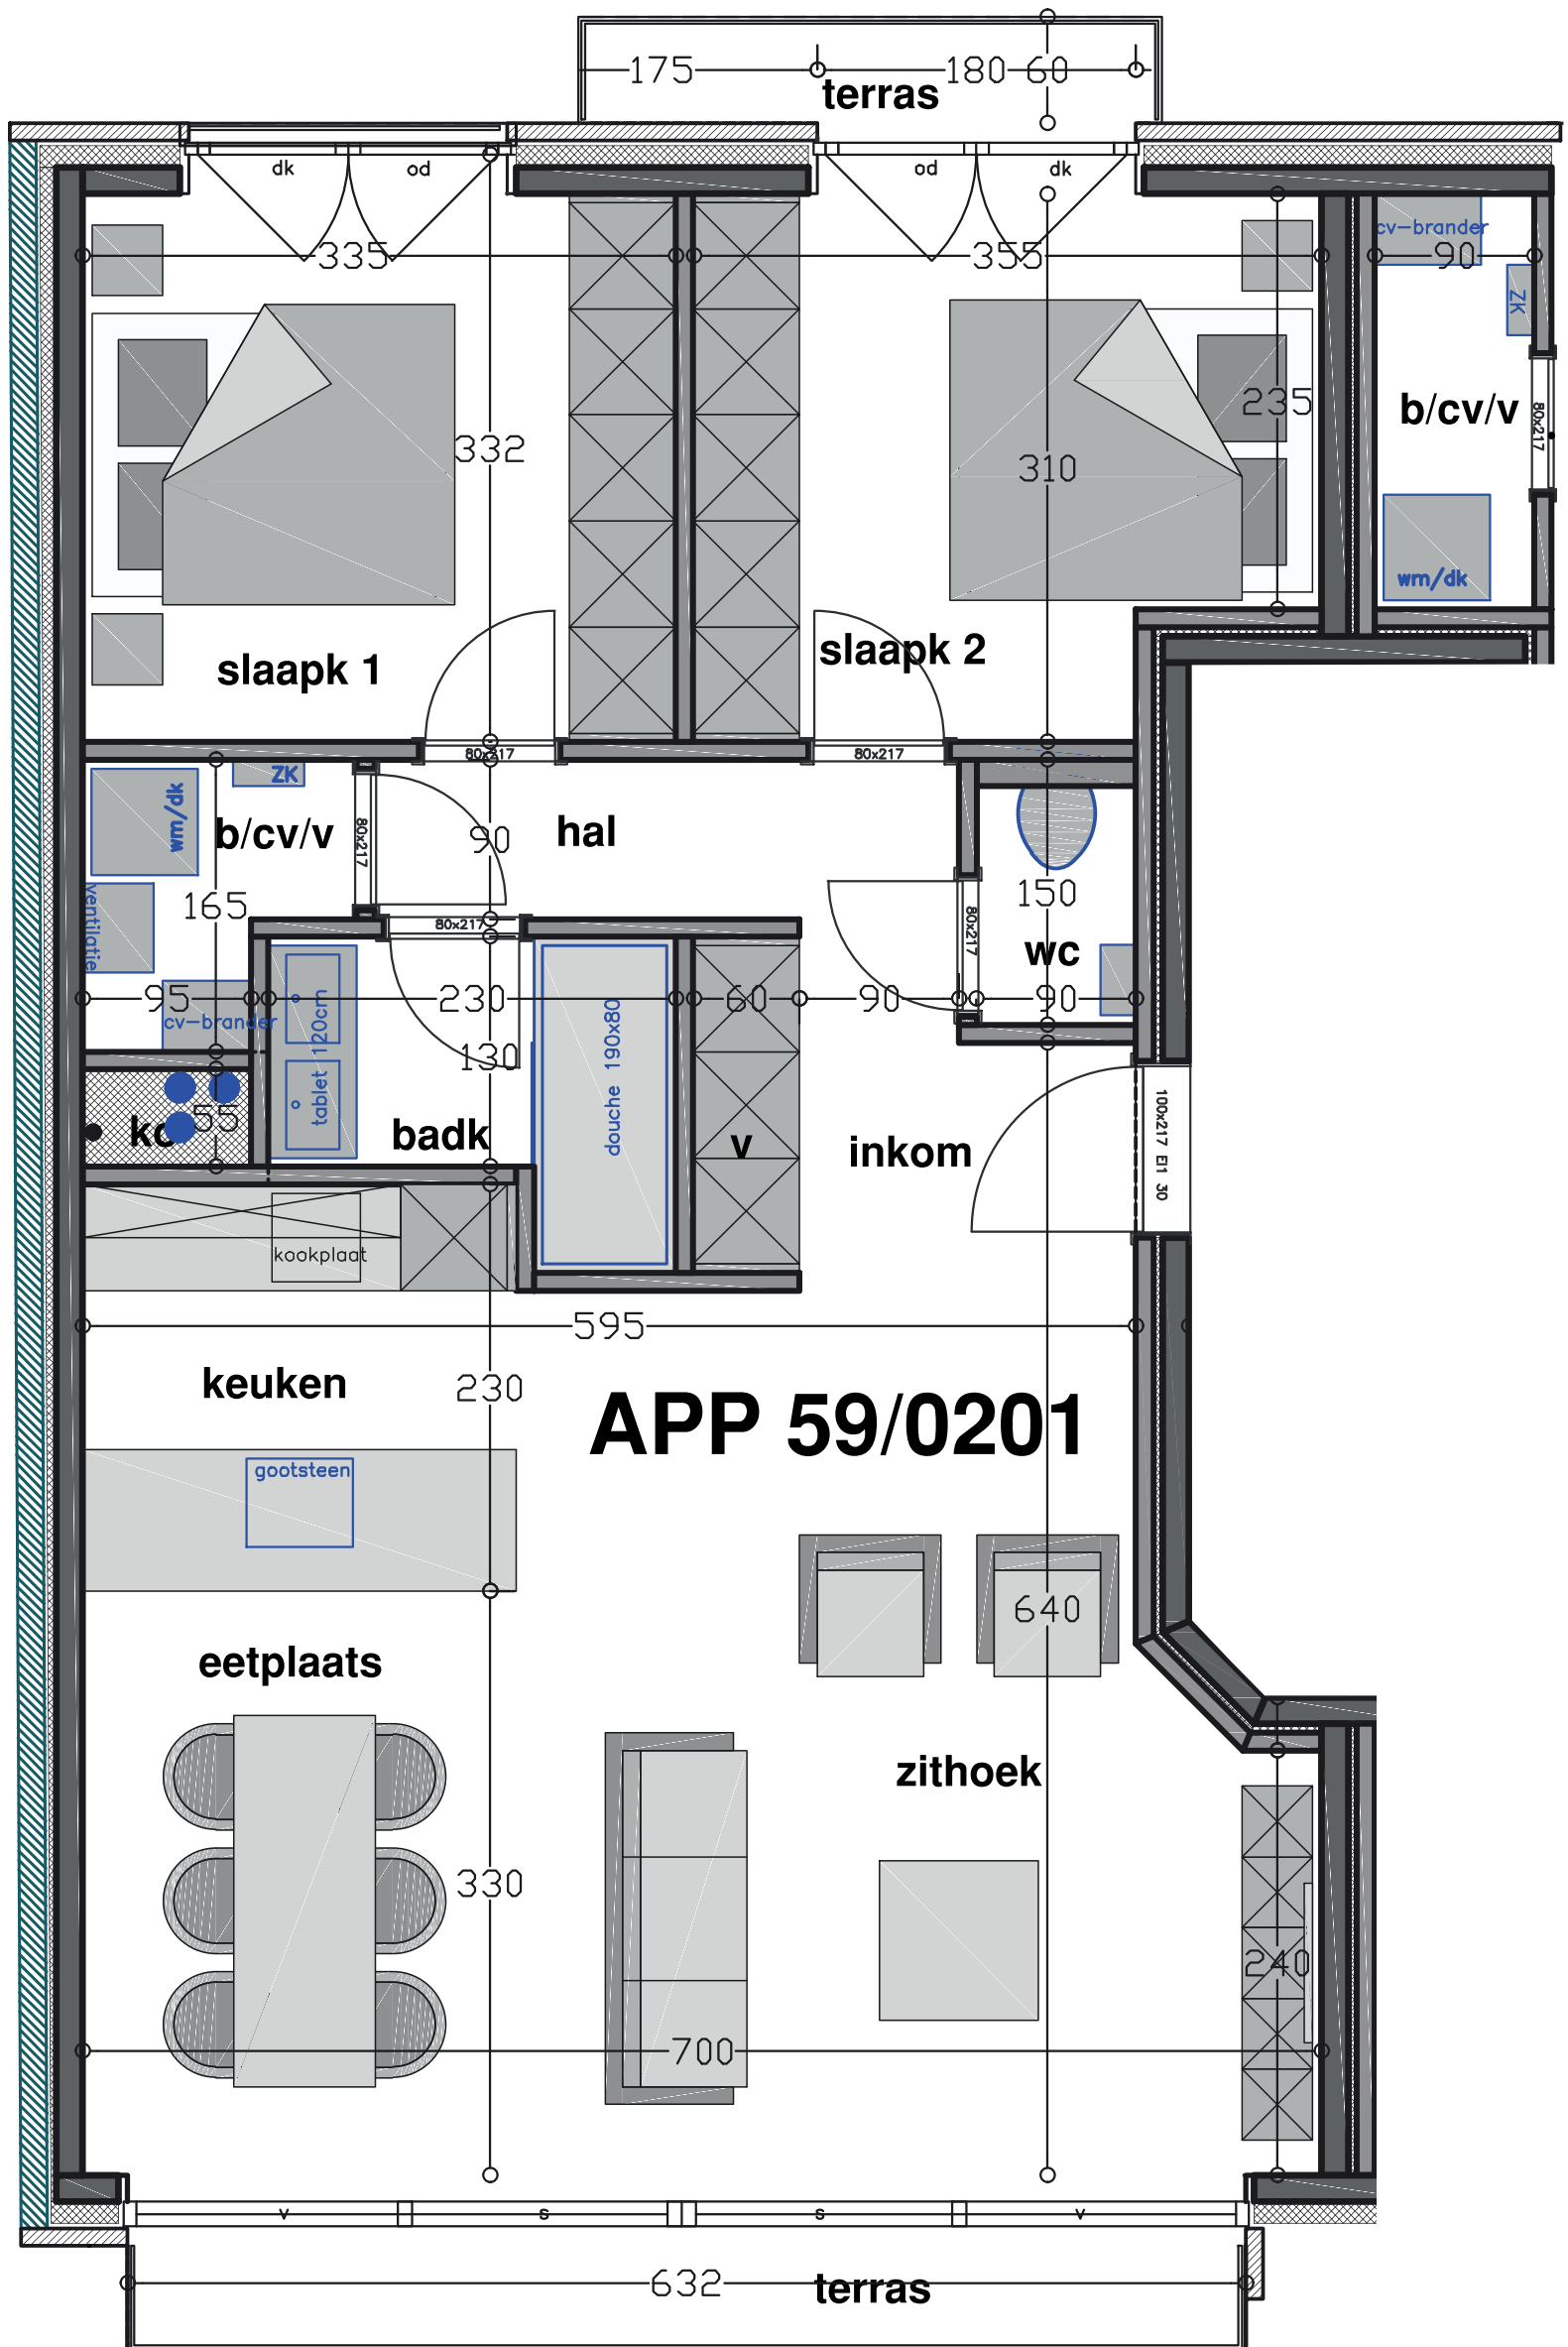 175
180
60
terras
dk
od
od
dk
335
355
cv-brander
90
ZK
235
b/cv/v
80x217
332
310
wm/dk
slaapk 1
slaapk 2
80x217
80x217
ZK
wm/dk
b/cv/v
80x217
90
hal
150
165
ventilatie
80x217
80x217
wc
95
cv-brander
230
60
90
90
tablet 120cm
130
douche 190x80
55
badk
v
inkom
100x217 EI1 30
kookplaat
595
keuken
230
APP 59/0201
gootsteen
640
eetplaats
zithoek
330
240
700
v
s
s
v
632
terras